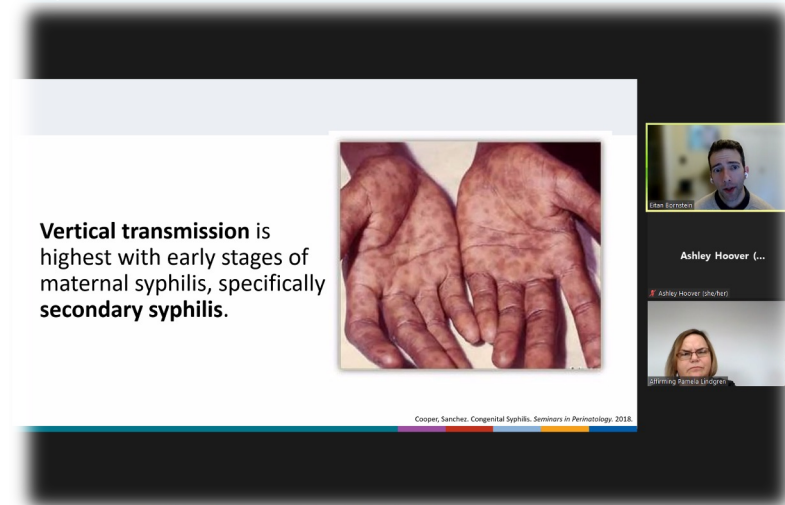 Vertical transmission is
highest with early stages of
maternal syphilis, specifically
secondary syphilis.
Cooper, Sanchez. Congenital Syphilis. Seminars in Perinatology. 2018.
Eitan Bornstein
Ashley Hoover (...
Ashley Hoover (she/her)
Affirming Pamela Lindgren